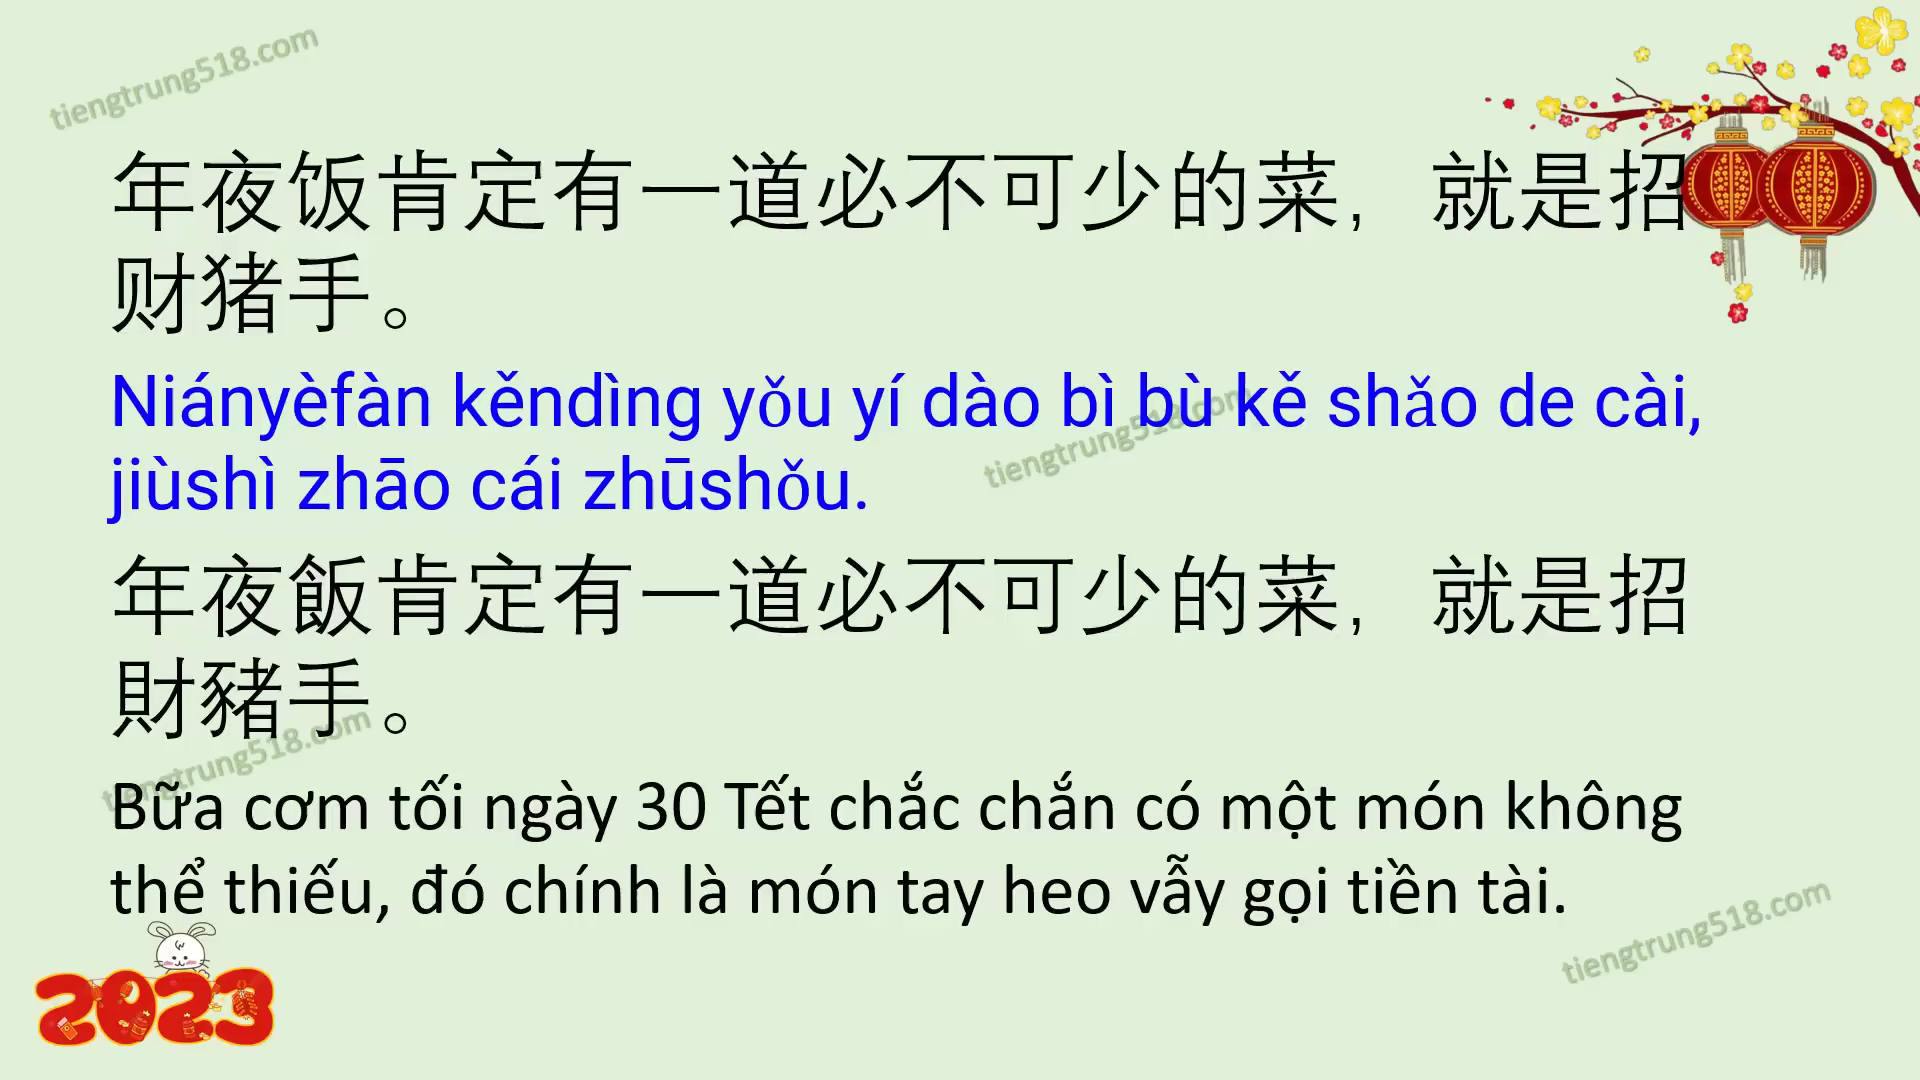 tiengtrung518.com
年夜饭肯定有一道必不可少的菜，就是招
财猪手。
Niányèfàn kěndìng yǒu yí dào bì bù kě shǎo de cài,
tiengtrung518.com
jiùshì zhāo cái zhūshǒu.
年夜飯肯定有一道必不可少的菜，就是招
財豬手。
tiengtrung518.com
Bữa cơm tối ngày 30 Tết chắc chắn có một món không
thể thiếu, đó chính là món tay heo vẫy gọi tiền tài.
tiengtrung518.com
2023